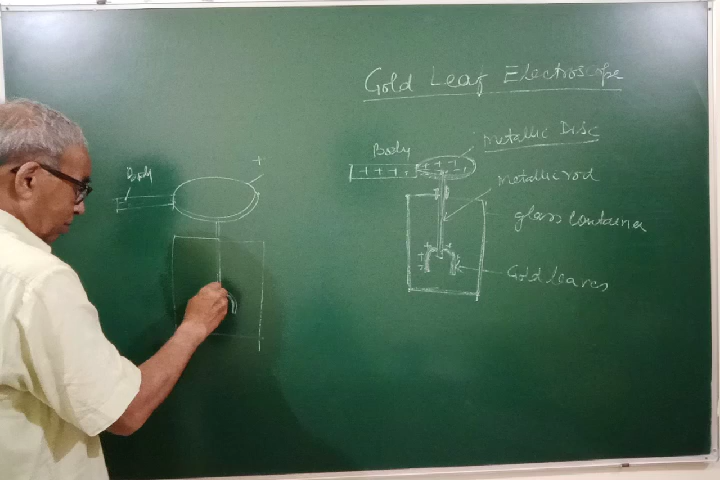 Gold Leaf Electroscope
Metallic Disc
Body
+ + + -
+ + + +
Metallic rod
glass container
Gold leaves
Body
+